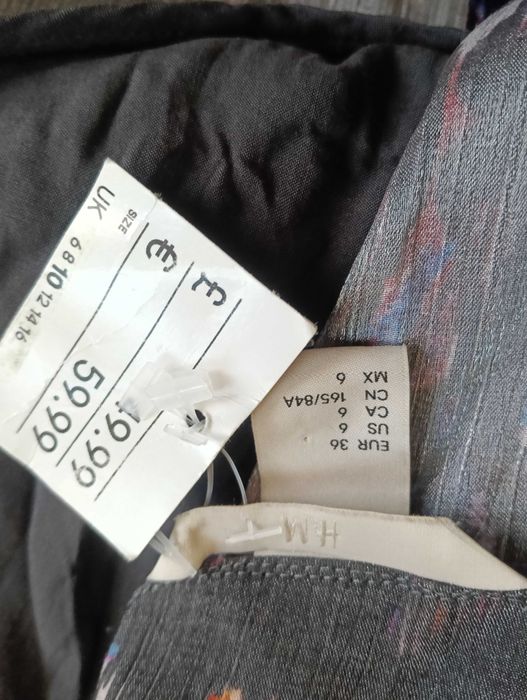 SIZE
UK 6 8 10 12 14 16
€ 59.99
£ 49.99
EUR 36
US 6
CA 6
CN 165/84A
MX 6
H&M